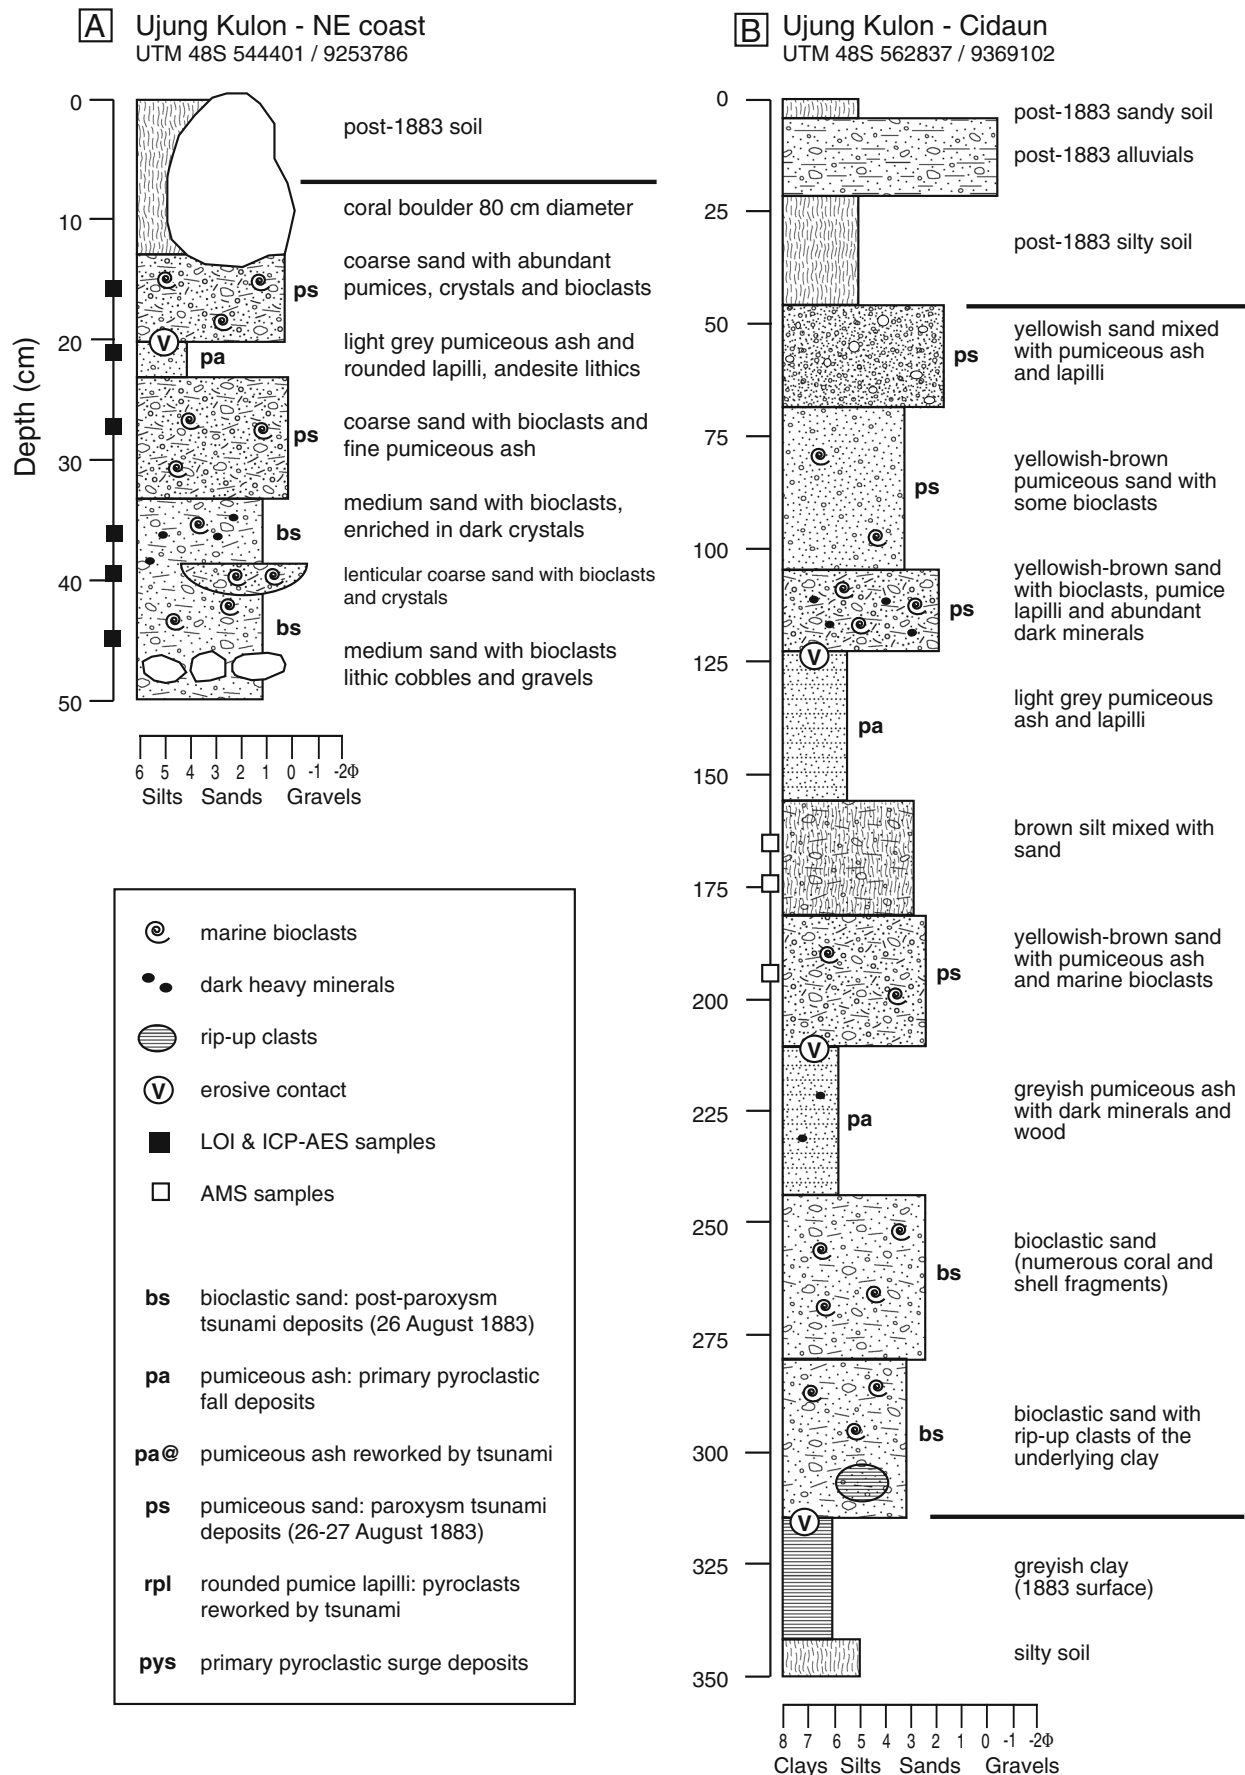 A Ujung Kulon - NE coast
UTM 48S 544401 / 9253786
Depth (cm)
0
10
20
30
40
50
post-1883 soil
coral boulder 80 cm diameter
coarse sand with abundant
pumices, crystals and bioclasts
ps
V
light grey pumiceous ash and
rounded lapilli, andesite lithics
pa
coarse sand with bioclasts and
fine pumiceous ash
ps
medium sand with bioclasts,
enriched in dark crystals
bs
lenticular coarse sand with bioclasts
and crystals
bs
medium sand with bioclasts
lithic cobbles and gravels
6 5 4 3 2 1 0 -1 -2Φ
Silts Sands Gravels
marine bioclasts
dark heavy minerals
rip-up clasts
V erosive contact
LOI & ICP-AES samples
AMS samples
bs bioclastic sand: post-paroxysm
tsunami deposits (26 August 1883)
pa pumiceous ash: primary pyroclastic
fall deposits
pa@ pumiceous ash reworked by tsunami
ps pumiceous sand: paroxysm tsunami
deposits (26-27 August 1883)
rpl rounded pumice lapilli: pyroclasts
reworked by tsunami
pys primary pyroclastic surge deposits
B Ujung Kulon - Cidaun
UTM 48S 562837 / 9369102
0
25
50
75
100
125
150
175
200
225
250
275
300
325
350
post-1883 sandy soil
post-1883 alluvials
post-1883 silty soil
yellowish sand mixed
with pumiceous ash
and lapilli
ps
yellowish-brown
pumiceous sand with
some bioclasts
ps
yellowish-brown sand
with bioclasts, pumice
lapilli and abundant
dark minerals
ps
V
light grey pumiceous
ash and lapilli
pa
brown silt mixed with
sand
yellowish-brown sand
with pumiceous ash
and marine bioclasts
ps
V
greyish pumiceous ash
with dark minerals and
wood
pa
bioclastic sand
(numerous coral and
shell fragments)
bs
bioclastic sand with
rip-up clasts of the
underlying clay
bs
V
greyish clay
(1883 surface)
silty soil
8 7 6 5 4 3 2 1 0 -1 -2Φ
Clays Silts Sands Gravels